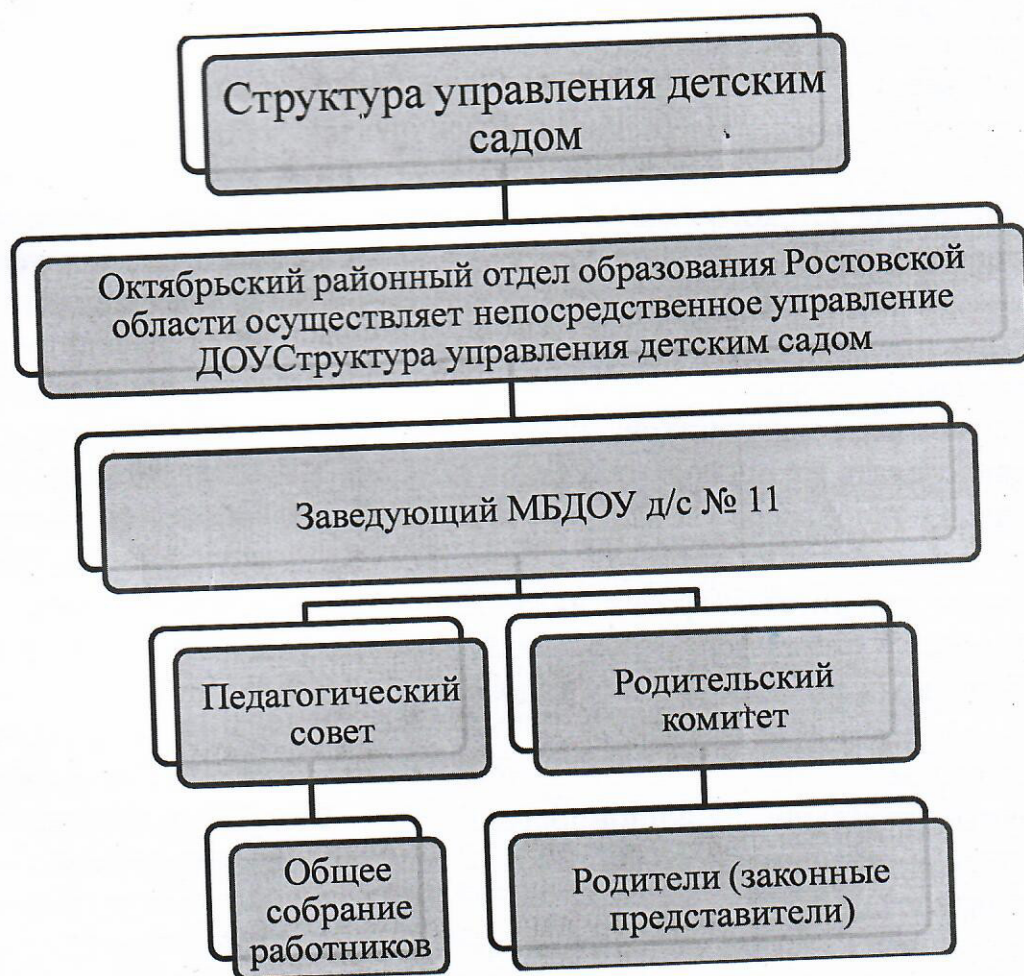 Структура управления детским
садом
Октябрьский районный отдел образования Ростовской
области осуществляет непосредственное управление
ДОУСтруктура управления детским садом
Заведующий МБДОУ д/с № 11
Педагогический
совет
Родительский
комитет
Общее
собрание
работников
Родители (законные
представители)